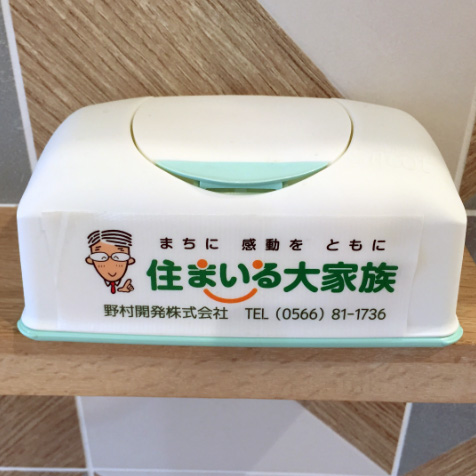 まちに 感動を ともに
住まいる大家族
野村開発株式会社 TEL (0566) 81-1736